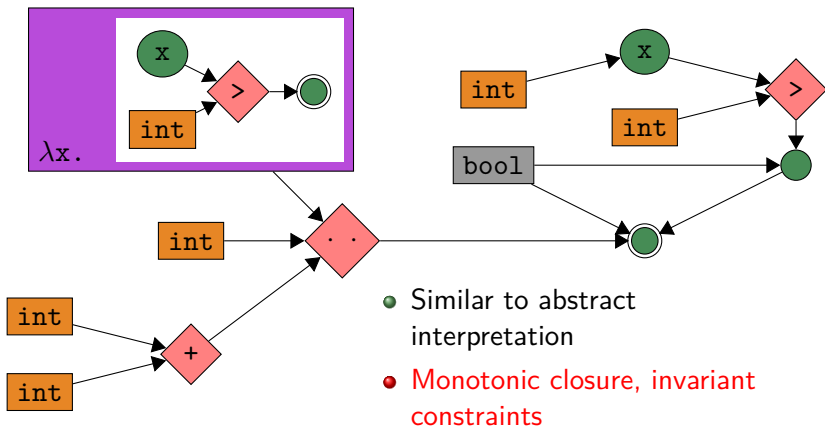 x
>
int
λx.
x
int
>
int
bool
int
· ·
int
+
int
Similar to abstract
interpretation
Monotonic closure, invariant
constraints